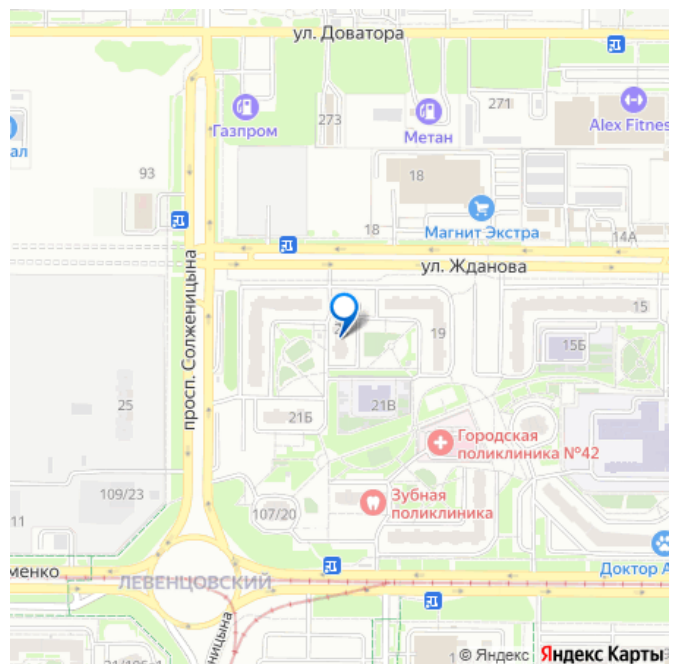 ул. Доватора
Газпром
273
Метан
271
Alex Fitnes
ал
93
18
Магнит Экстра
18
14А
ул. Жданова
просп. Солженицына
19
15
15Б
25
21Б
21В
Городская
поликлиника №42
109/23
Зубная
поликлиника
107/20
11
Доктор А
менко
ЛЕВЕНЦОВСКИЙ
© Яндекс Яндекс Карты